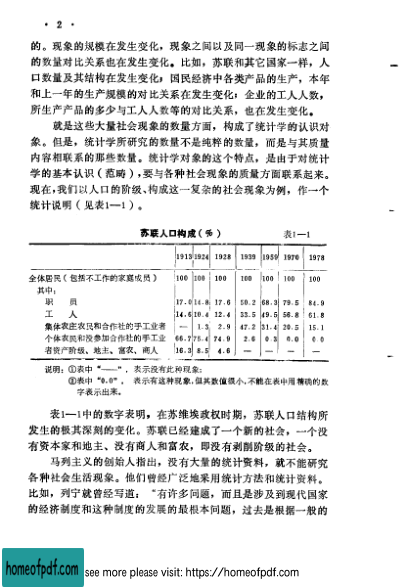 · 2 ·
的。现象的规模在发生变化，现象之间以及同一现象的标志之间
的数量对比关系也在发生变化。比如，苏联和其它国家一样，人
口数量及其结构在发生变化；国民经济中各类产品的生产，本年
和上一年的生产规模的对比关系在发生变化；企业的工人人数，
所生产产品的多少与工人人数等的对比关系，也在发生变化。
就是这些大量社会现象的数量方面，构成了统计学的认识对
象。但是，统计学所研究的数量不是纯粹的数量，而是与其质量
内容相联系的那些数量。统计学对象的这个特点，是由于对统计
学的基本认识（范畴），要与各种社会现象的质量方面联系起来。
现在，我们以人口的阶级、构成这一复杂的社会现象为例，作一个
统计说明（见表1—1）。
苏联人口构成（%） 表1—1
1913 1924 1928 1939 1959 1970 1978
全体居民（包括不工作的家庭成员） 100 100 100 100 100 100 100
其中：
职 员 17.0 14.8 17.6 50.2 68.3 79.5 84.9
工 人 14.6 10.4 12.4 33.5 49.5 56.8 61.8
集体农庄农民和合作社的手工业者 — 1.3 2.9 47.2 31.4 20.5 15.1
个体农民和没参加合作社的手工业 66.7 75.4 74.9 2.6 0.3 0.0 0.0
者资产阶级、地主、富农、商人 16.3 8.5 4.6 — — — —
说明：①表中“——”，表示没有此种现象；
②表中“0.0”，表示有这种现象，但其数值很小，不能在表中用精确的数
字表示出来。
表1—1中的数字表明，在苏维埃政权时期，苏联人口结构所
发生的极其深刻的变化。苏联已经建成了一个新的社会，一个没
有资本家和地主、没有商人和富农，即没有剥削阶级的社会。
马列主义的创始人指出，没有大量的统计资料，就不能研究
各种社会生活现象。他们曾经广泛地采用统计方法和统计资料。
比如，列宁就曾经写道：“有许多问题，而且是涉及到现代国家
的经济制度和这种制度的发展的最根本问题，过去是根据一般的
homeofpdf.com
see more please visit: https://homeofpdf.com